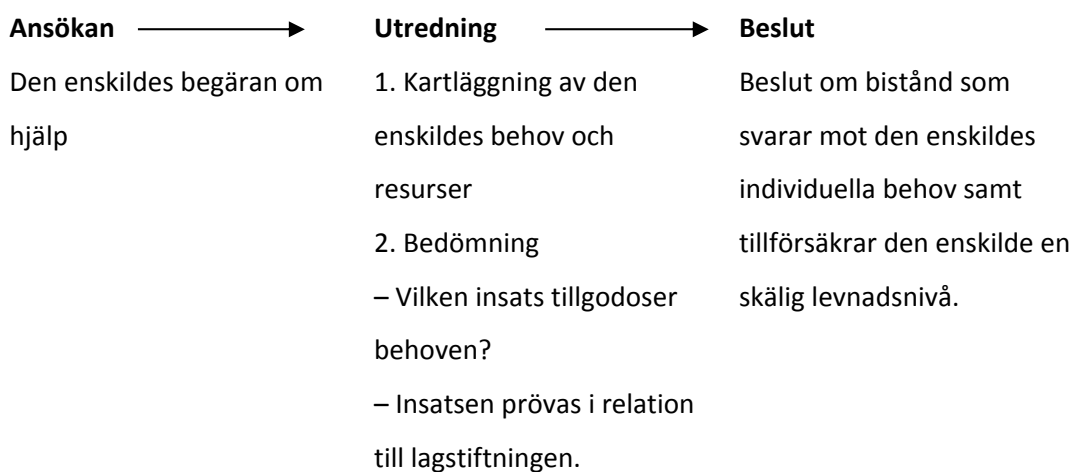 Ansökan
Den enskildes begäran om
hjälp
Utredning
1. Kartläggning av den
enskildes behov och
resurser
2. Bedömning
– Vilken insats tillgodoser
behoven?
– Insatsen prövas i relation
till lagstiftningen.
Beslut
Beslut om bistånd som
svarar mot den enskildes
individuella behov samt
tillförsäkrar den enskilde en
skälig levnadsnivå.